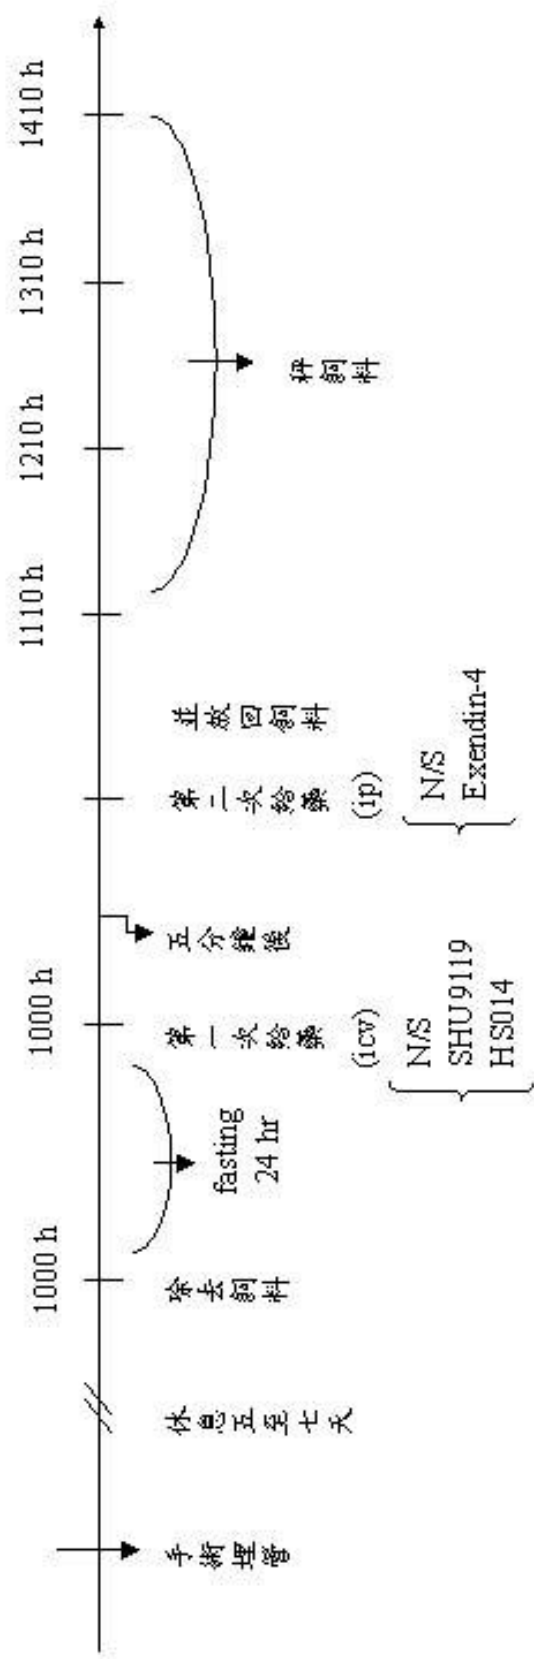 1000 h
1000 h
1110 h
1210 h
1310 h
1410 h
手術埋管
休息五至七天
除去飼料
fasting
24 hr
第一次給藥
(icv)
N/S
SHU9119
HS014
五分鐘後
第二次給藥
並放回飼料
(ip)
N/S
Exendin-4
秤飼料